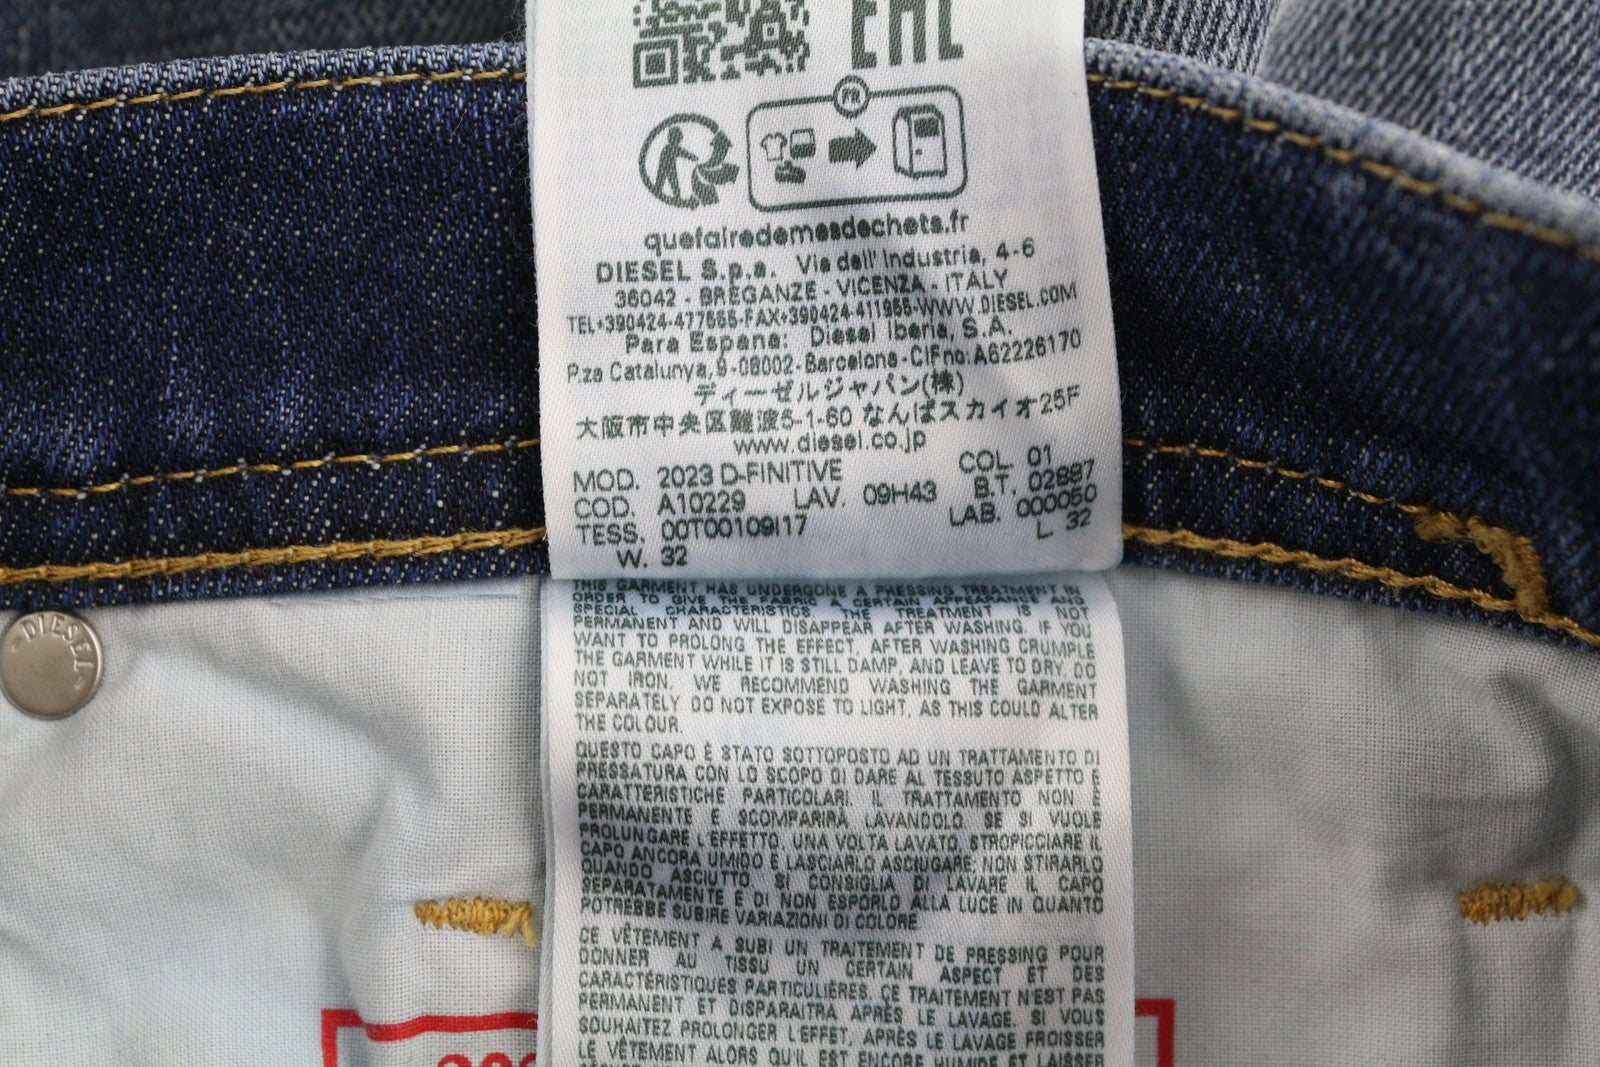 EAC
FR
quefairedemesdechets.fr
DIESEL S.p.a. Via dell' Industria, 4-6
36042 - BREGANZE - VICENZA - ITALY
TEL+390424-477555-FAX+390424-411955-WWW.DIESEL.COM
Para Espana: Diesel Iberia, S.A.
P.za Catalunya, 9-08002-Barcelona-CIFno: A62226170
ディーゼルジャパン(株)
大阪市中央区難波5-1-60 なんばスカイオ25F
www.diesel.co.jp
MOD. 2023 D-FINITIVE COL. 01
COD. A10229 LAV. 09H43 B.T. 02887
TESS. 00T00109I17 LAB. 000050
W. 32 L 32
THIS GARMENT HAS UNDERGONE A PRESSING TREATMENT IN
ORDER TO GIVE THE FABRIC A CERTAIN APPEARANCE AND
SPECIAL CHARACTERISTICS. THE TREATMENT IS NOT
PERMANENT AND WILL DISAPPEAR AFTER WASHING. IF YOU
WANT TO PROLONG THE EFFECT, AFTER WASHING CRUMPLE
THE GARMENT WHILE IT IS STILL DAMP, AND LEAVE TO DRY. DO
NOT IRON. WE RECOMMEND WASHING THE GARMENT
SEPARATELY. DO NOT EXPOSE TO LIGHT, AS THIS COULD ALTER
THE COLOUR.
QUESTO CAPO È STATO SOTTOPOSTO AD UN TRATTAMENTO DI
PRESSATURA CON LO SCOPO DI DARE AL TESSUTO ASPETTO E
CARATTERISTICHE PARTICOLARI. IL TRATTAMENTO NON È
PERMANENTE E SCOMPARIRÀ LAVANDOLO. SE SI VUOLE
PROLUNGARE L'EFFETTO, UNA VOLTA LAVATO, STROPICCIARE IL
CAPO ANCORA UMIDO E LASCIARLO ASCIUGARE; NON STIRARLO
QUANDO ASCIUTTO. SI CONSIGLIA DI LAVARE IL CAPO
SEPARATAMENTE E DI NON ESPORLO ALLA LUCE IN QUANTO
POTREBBE SUBIRE VARIAZIONI DI COLORE.
CE VÊTEMENT A SUBI UN TRAITEMENT DE PRESSING POUR
DONNER AU TISSU UN CERTAIN ASPECT ET DES
CARACTÉRISTIQUES PARTICULIÈRES. CE TRAITEMENT N'EST PAS
PERMANENT ET DISPARAITRA APRÈS LE LAVAGE. SI VOUS
SOUHAITEZ PROLONGER L'EFFET, APRÈS LE LAVAGE FROISSER
LE VÊTEMENT ALORS QU'IL EST ENCORE HUMIDE ET LAISSER
DIESEL